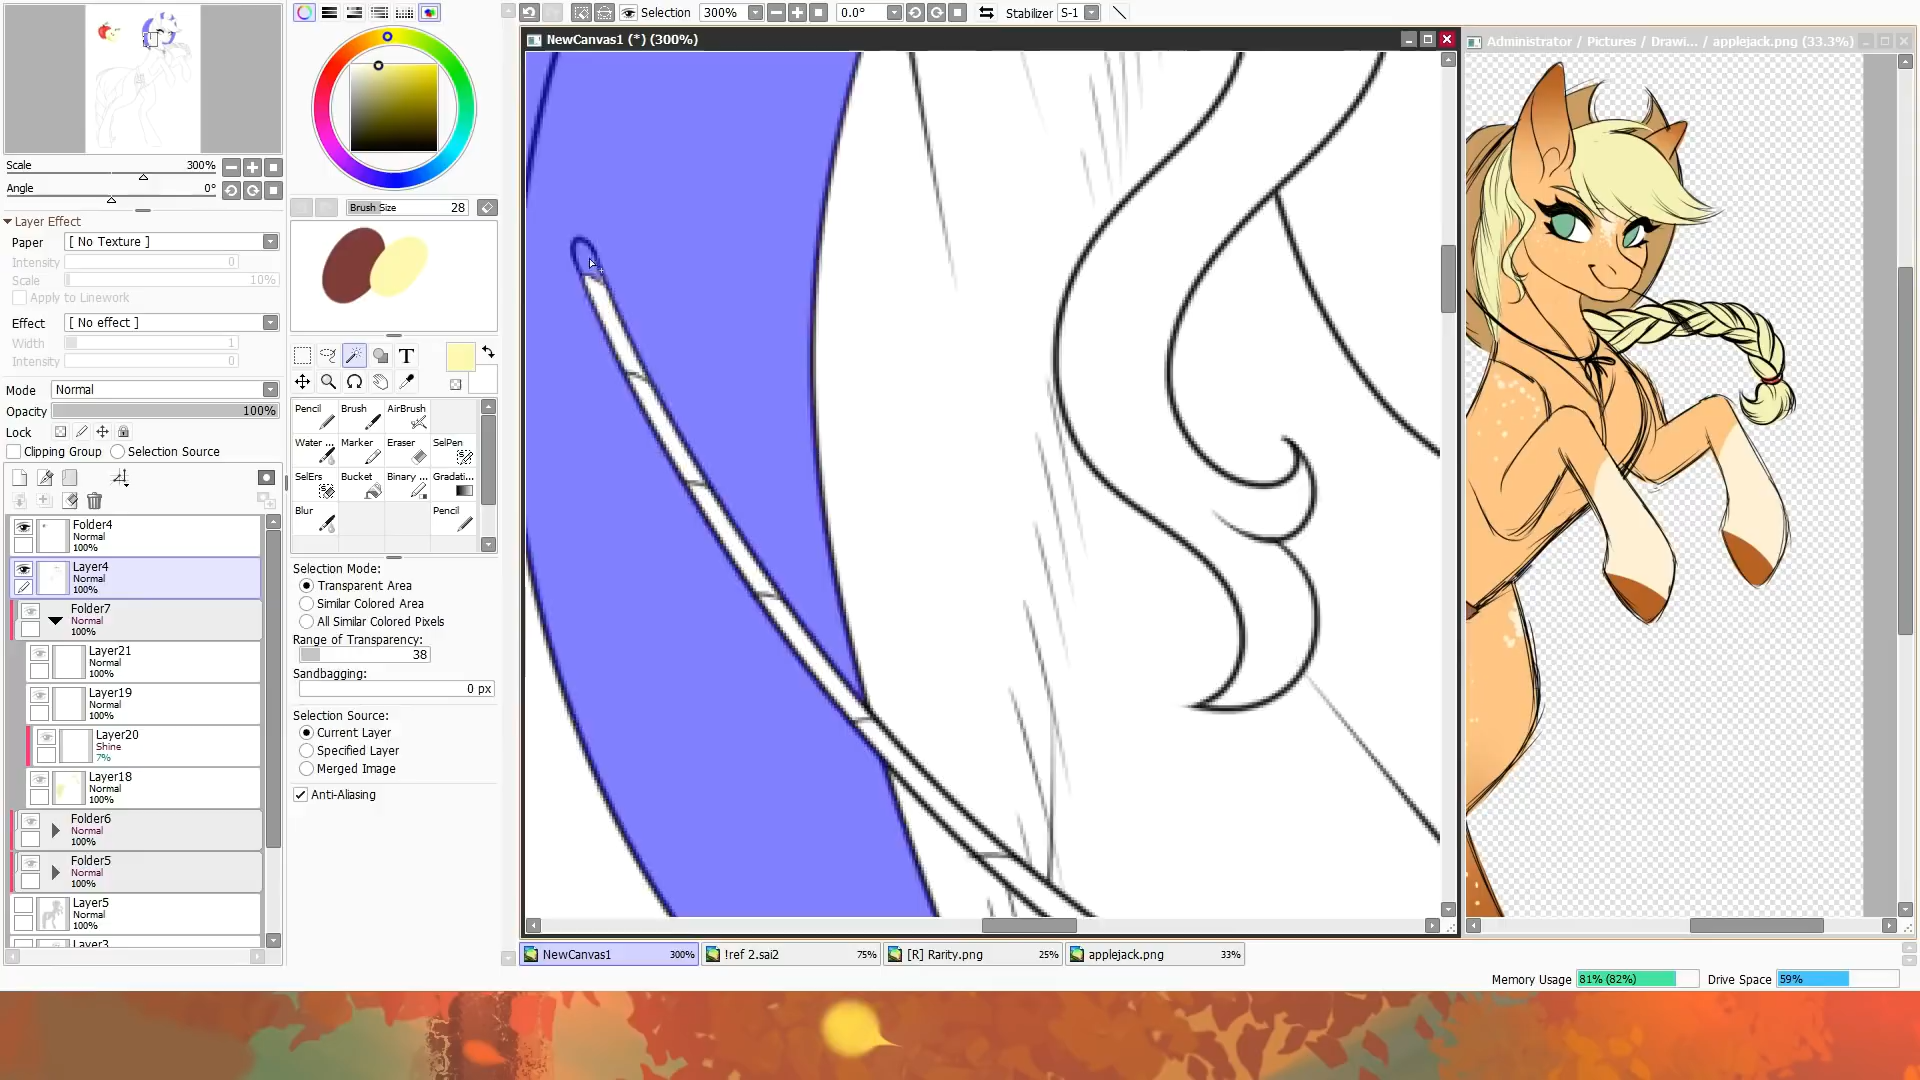 Selection 300% 0.0° Stabilizer S-1
NewCanvas1 (*) (300%)
Administrator / Pictures / Drawi... / applejack.png (33.3%)
Scale 300%
Angle 0°
Layer Effect
Paper [ No Texture ]
Intensity 0
Scale 10%
Apply to Linework
Effect [ No effect ]
Width 1
Intensity 0
Mode Normal
Opacity 100%
Lock
Clipping Group Selection Source
Folder4
Normal
100%
Layer4
Normal
100%
Folder7
Normal
100%
Layer21
Normal
100%
Layer19
Normal
100%
Layer20
Shine
7%
Layer18
Normal
100%
Folder6
Normal
100%
Folder5
Normal
100%
Layer5
Normal
100%
Layer3
Brush Size 28
T
Pencil Brush AirBrush
Water ... Marker Eraser SelPen
SelErs Bucket Binary ... Gradati...
Blur Pencil
Selection Mode:
Transparent Area
Similar Colored Area
All Similar Colored Pixels
Range of Transparency:
38
Sandbagging:
0 px
Selection Source:
Current Layer
Specified Layer
Merged Image
Anti-Aliasing
NewCanvas1 300% !ref 2.sai2 75% [R] Rarity.png 25% applejack.png 33%
Memory Usage 81% (82%) Drive Space 59%